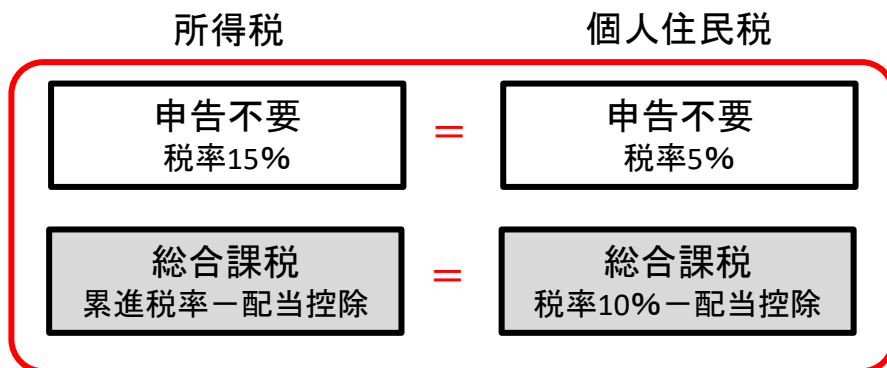 所得税 個人住民税
申告不要 = 申告不要
税率15% 税率5%
総合課税 = 総合課税
累進税率－配当控除 税率10%－配当控除